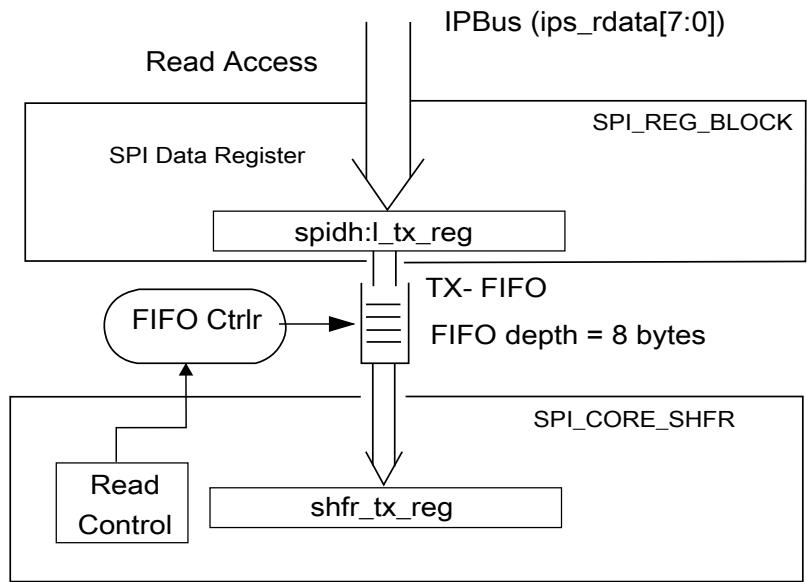 IPBus (ips_rdata[7:0])
Read Access
SPI_REG_BLOCK
SPI Data Register
spidh:l_tx_reg
TX- FIFO
FIFO Ctrlr
FIFO depth = 8 bytes
SPI_CORE_SHFR
Read
Control
shfr_tx_reg